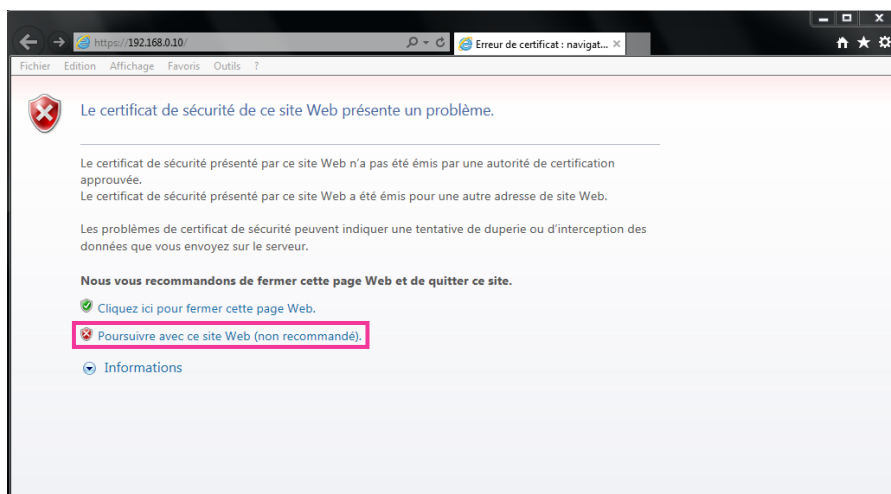 https://192.168.0.10/
Erreur de certificat : navigat...
Fichier Edition Affichage Favoris Outils ?
Le certificat de sécurité de ce site Web présente un problème.
Le certificat de sécurité présenté par ce site Web n'a pas été émis par une autorité de certification
approuvée.
Le certificat de sécurité présenté par ce site Web a été émis pour une autre adresse de site Web.
Les problèmes de certificat de sécurité peuvent indiquer une tentative de duperie ou d'interception des
données que vous envoyez sur le serveur.
Nous vous recommandons de fermer cette page Web et de quitter ce site.
Cliquez ici pour fermer cette page Web.
Poursuivre avec ce site Web (non recommandé).
Informations